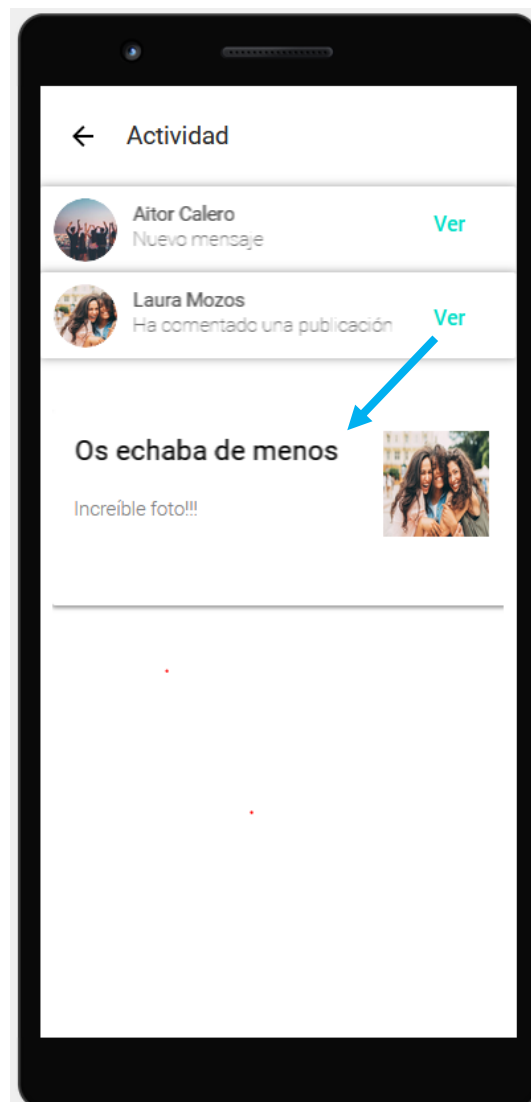 Actividad
Aitor Calero
Nuevo mensaje
Ver
Laura Mozos
Ha comentado una publicación
Ver
Os echaba de menos
Increíble foto!!!